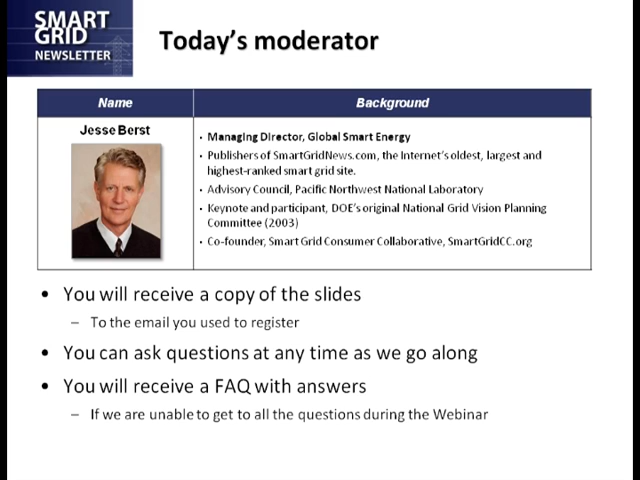 SMART
GRID
NEWSLETTER
Today's moderator
Name
Background
Jesse Berst
• Managing Director, Global Smart Energy
• Publishers of SmartGridNews.com, the Internet's oldest, largest and
highest-ranked smart grid site.
• Advisory Council, Pacific Northwest National Laboratory
• Keynote and participant, DOE's original National Grid Vision Planning
Committee (2003)
• Co-founder, Smart Grid Consumer Collaborative, SmartGridCC.org
• You will receive a copy of the slides
– To the email you used to register
• You can ask questions at any time as we go along
• You will receive a FAQ with answers
– If we are unable to get to all the questions during the Webinar